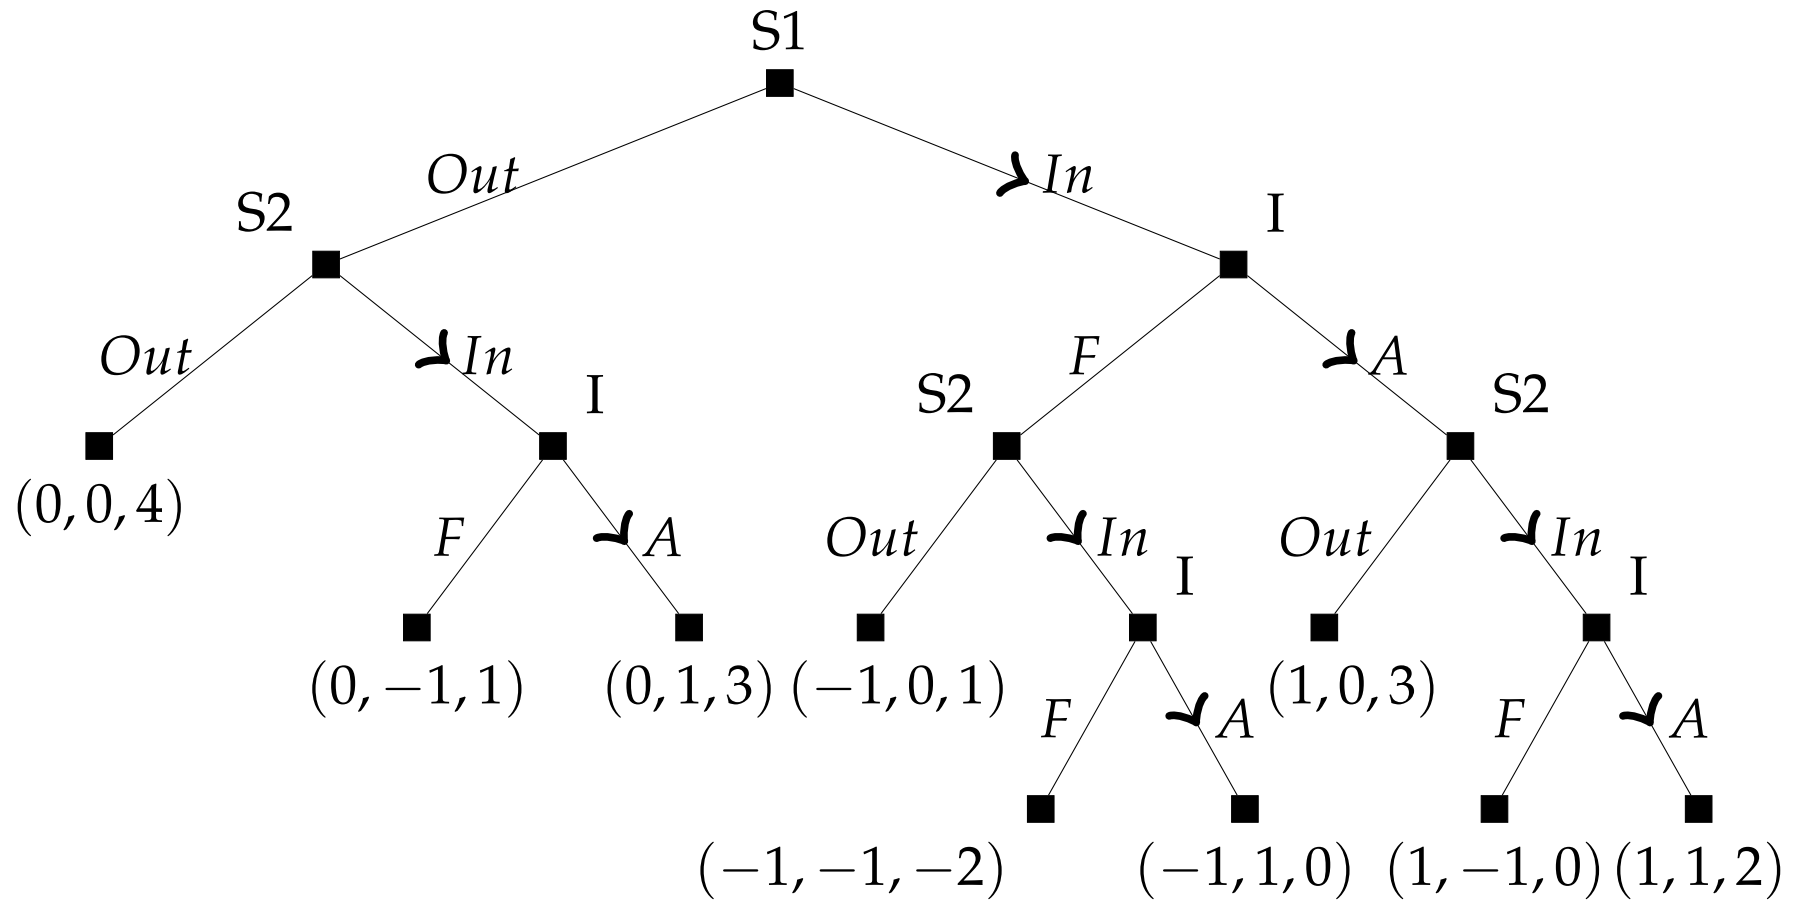 S1
Out In
S2 I
Out In F A
I S2 S2
(0, 0, 4) F A Out In Out In
I I
(0, −1, 1) (0, 1, 3) (−1, 0, 1) (1, 0, 3)
F A F A
(−1, −1, −2) (−1, 1, 0) (1, −1, 0) (1, 1, 2)